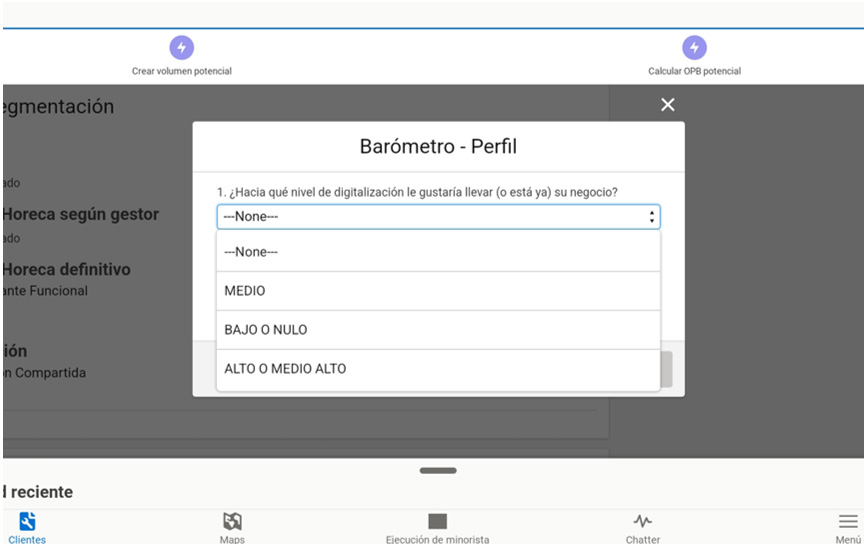 Crear volumen potencial
Calcular OPB potencial
egmentación
Barómetro - Perfil
1. ¿Hacia qué nivel de digitalización le gustaría llevar (o está ya) su negocio?
---None---
---None---
MEDIO
BAJO O NULO
ALTO O MEDIO ALTO
ado
Horeca según gestor
ado
Horeca definitivo
ante Funcional
ión
n Compartida
d reciente
Clientes
Maps
Ejecución de minorista
Chatter
Menú